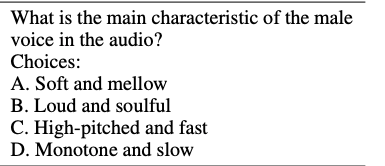 What is the main characteristic of the male
voice in the audio?
Choices:
A. Soft and mellow
B. Loud and soulful
C. High-pitched and fast
D. Monotone and slow